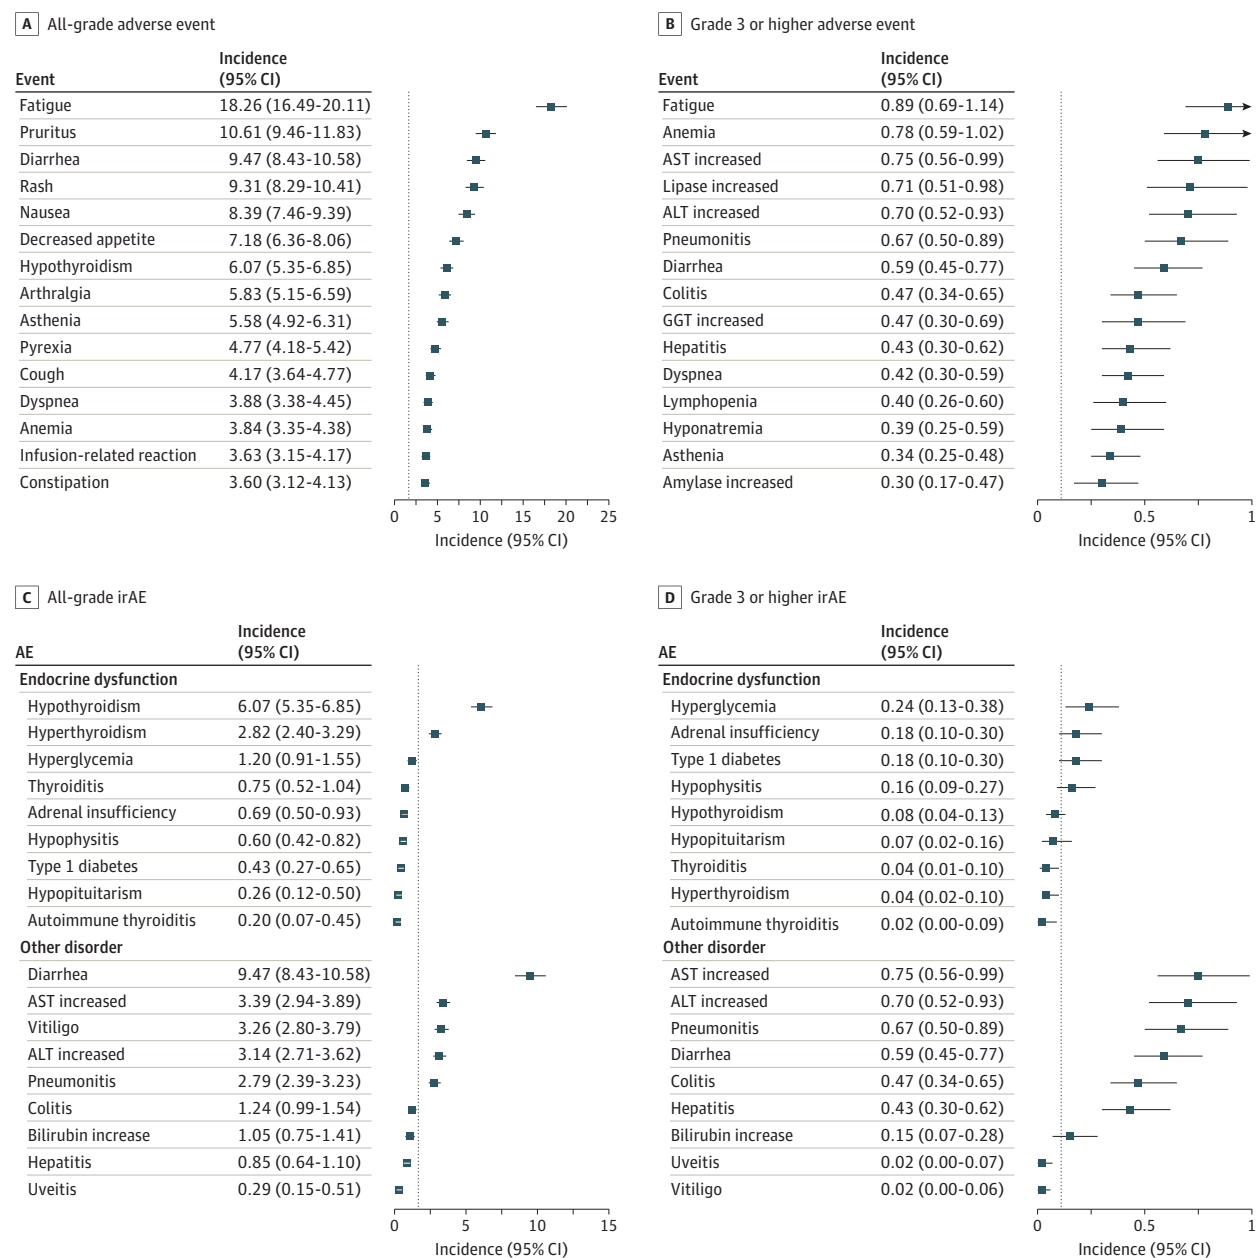 A All-grade adverse event
Incidence
Event (95% CI)
Fatigue 18.26 (16.49-20.11)
Pruritus 10.61 (9.46-11.83)
Diarrhea 9.47 (8.43-10.58)
Rash 9.31 (8.29-10.41)
Nausea 8.39 (7.46-9.39)
Decreased appetite 7.18 (6.36-8.06)
Hypothyroidism 6.07 (5.35-6.85)
Arthralgia 5.83 (5.15-6.59)
Asthenia 5.58 (4.92-6.31)
Pyrexia 4.77 (4.18-5.42)
Cough 4.17 (3.64-4.77)
Dyspnea 3.88 (3.38-4.45)
Anemia 3.84 (3.35-4.38)
Infusion-related reaction 3.63 (3.15-4.17)
Constipation 3.60 (3.12-4.13)
0 5 10 15 20 25
Incidence (95% CI)
B Grade 3 or higher adverse event
Incidence
Event (95% CI)
Fatigue 0.89 (0.69-1.14)
Anemia 0.78 (0.59-1.02)
AST increased 0.75 (0.56-0.99)
Lipase increased 0.71 (0.51-0.98)
ALT increased 0.70 (0.52-0.93)
Pneumonitis 0.67 (0.50-0.89)
Diarrhea 0.59 (0.45-0.77)
Colitis 0.47 (0.34-0.65)
GGT increased 0.47 (0.30-0.69)
Hepatitis 0.43 (0.30-0.62)
Dyspnea 0.42 (0.30-0.59)
Lymphopenia 0.40 (0.26-0.60)
Hyponatremia 0.39 (0.25-0.59)
Asthenia 0.34 (0.25-0.48)
Amylase increased 0.30 (0.17-0.47)
0 0.5 1
Incidence (95% CI)
C All-grade irAE
Incidence
AE (95% CI)
Endocrine dysfunction
Hypothyroidism 6.07 (5.35-6.85)
Hyperthyroidism 2.82 (2.40-3.29)
Hyperglycemia 1.20 (0.91-1.55)
Thyroiditis 0.75 (0.52-1.04)
Adrenal insufficiency 0.69 (0.50-0.93)
Hypophysitis 0.60 (0.42-0.82)
Type 1 diabetes 0.43 (0.27-0.65)
Hypopituitarism 0.26 (0.12-0.50)
Autoimmune thyroiditis 0.20 (0.07-0.45)
Other disorder
Diarrhea 9.47 (8.43-10.58)
AST increased 3.39 (2.94-3.89)
Vitiligo 3.26 (2.80-3.79)
ALT increased 3.14 (2.71-3.62)
Pneumonitis 2.79 (2.39-3.23)
Colitis 1.24 (0.99-1.54)
Bilirubin increase 1.05 (0.75-1.41)
Hepatitis 0.85 (0.64-1.10)
Uveitis 0.29 (0.15-0.51)
0 5 10 15
Incidence (95% CI)
D Grade 3 or higher irAE
Incidence
AE (95% CI)
Endocrine dysfunction
Hyperglycemia 0.24 (0.13-0.38)
Adrenal insufficiency 0.18 (0.10-0.30)
Type 1 diabetes 0.18 (0.10-0.30)
Hypophysitis 0.16 (0.09-0.27)
Hypothyroidism 0.08 (0.04-0.13)
Hypopituitarism 0.07 (0.02-0.16)
Thyroiditis 0.04 (0.01-0.10)
Hyperthyroidism 0.04 (0.02-0.10)
Autoimmune thyroiditis 0.02 (0.00-0.09)
Other disorder
AST increased 0.75 (0.56-0.99)
ALT increased 0.70 (0.52-0.93)
Pneumonitis 0.67 (0.50-0.89)
Diarrhea 0.59 (0.45-0.77)
Colitis 0.47 (0.34-0.65)
Hepatitis 0.43 (0.30-0.62)
Bilirubin increase 0.15 (0.07-0.28)
Uveitis 0.02 (0.00-0.07)
Vitiligo 0.02 (0.00-0.06)
0 0.5 1
Incidence (95% CI)